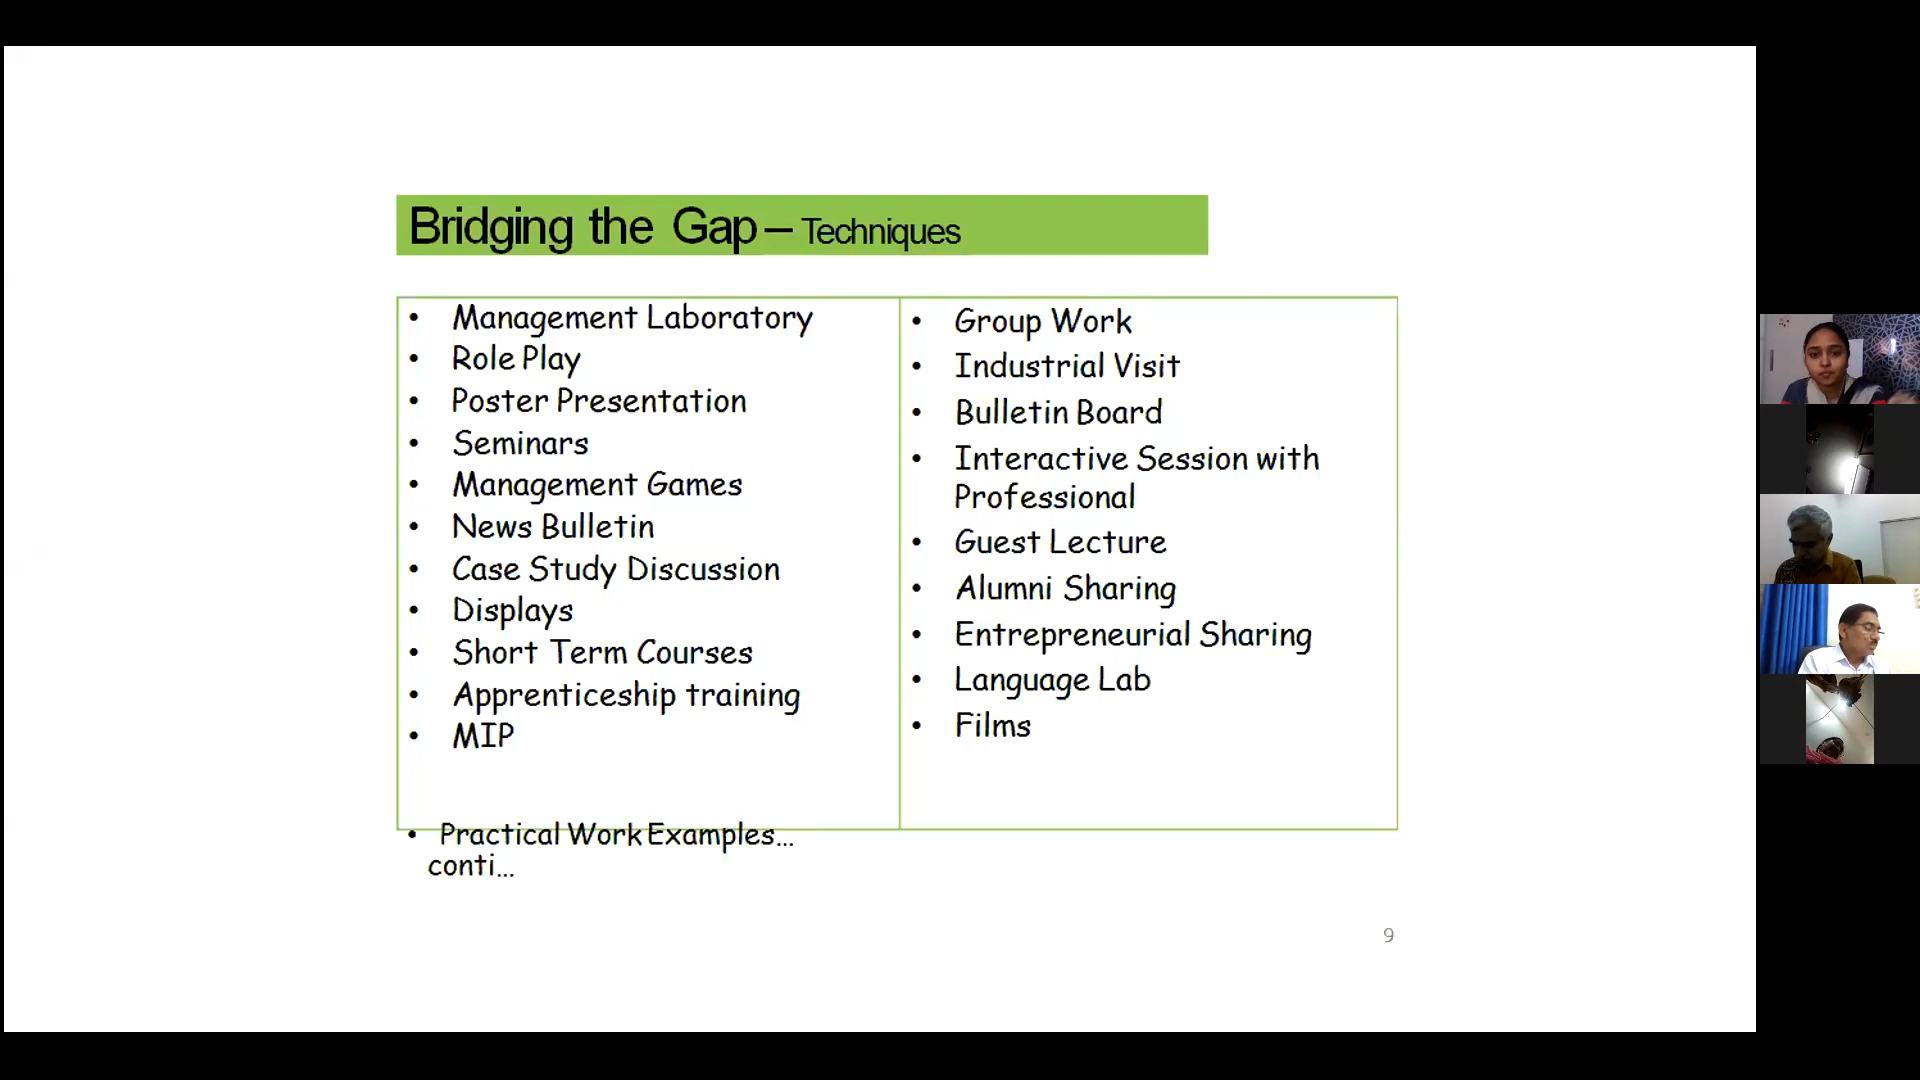 Bridging the Gap – Techniques
• Management Laboratory
• Role Play
• Poster Presentation
• Seminars
• Management Games
• News Bulletin
• Case Study Discussion
• Displays
• Short Term Courses
• Apprenticeship training
• MIP
• Practical Work Examples...
conti...
• Group Work
• Industrial Visit
• Bulletin Board
• Interactive Session with
Professional
• Guest Lecture
• Alumni Sharing
• Entrepreneurial Sharing
• Language Lab
• Films
9